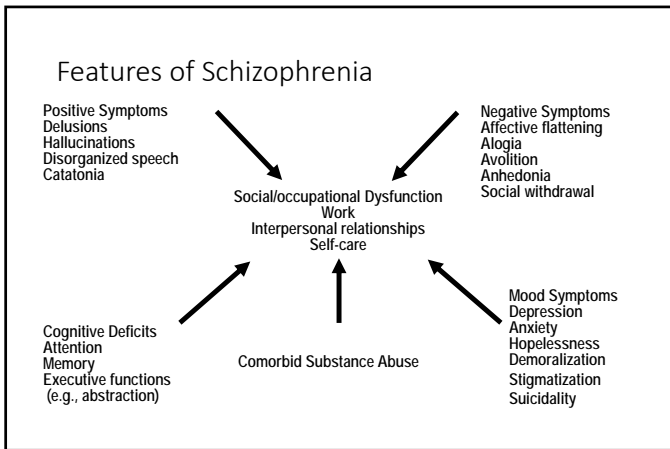 Features of Schizophrenia
Positive Symptoms
Delusions
Hallucinations
Disorganized speech
Catatonia
Negative Symptoms
Affective flattening
Alogia
Avolition
Anhedonia
Social withdrawal
Social/occupational Dysfunction
Work
Interpersonal relationships
Self-care
Cognitive Deficits
Attention
Memory
Executive functions
(e.g., abstraction)
Comorbid Substance Abuse
Mood Symptoms
Depression
Anxiety
Hopelessness
Demoralization
Stigmatization
Suicidality